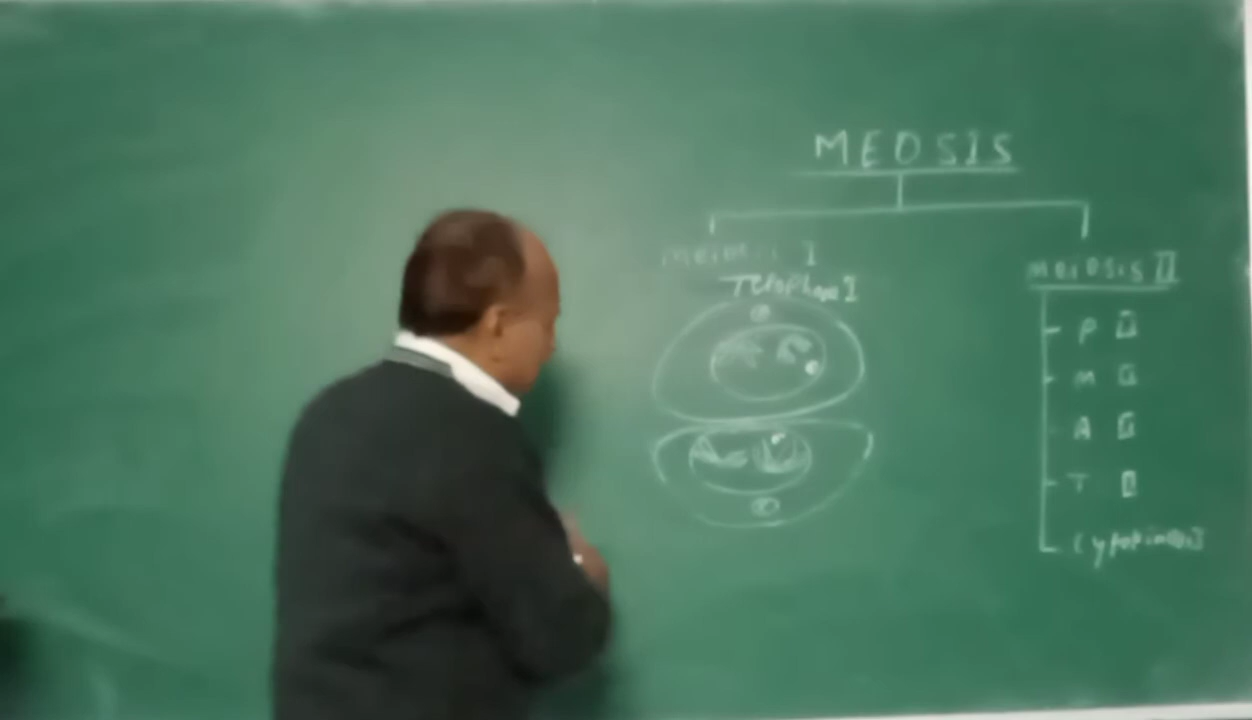 MEOSIS
meiosis I
Telophase I
meiosis II
P II
M II
A II
T II
Cytokinesis